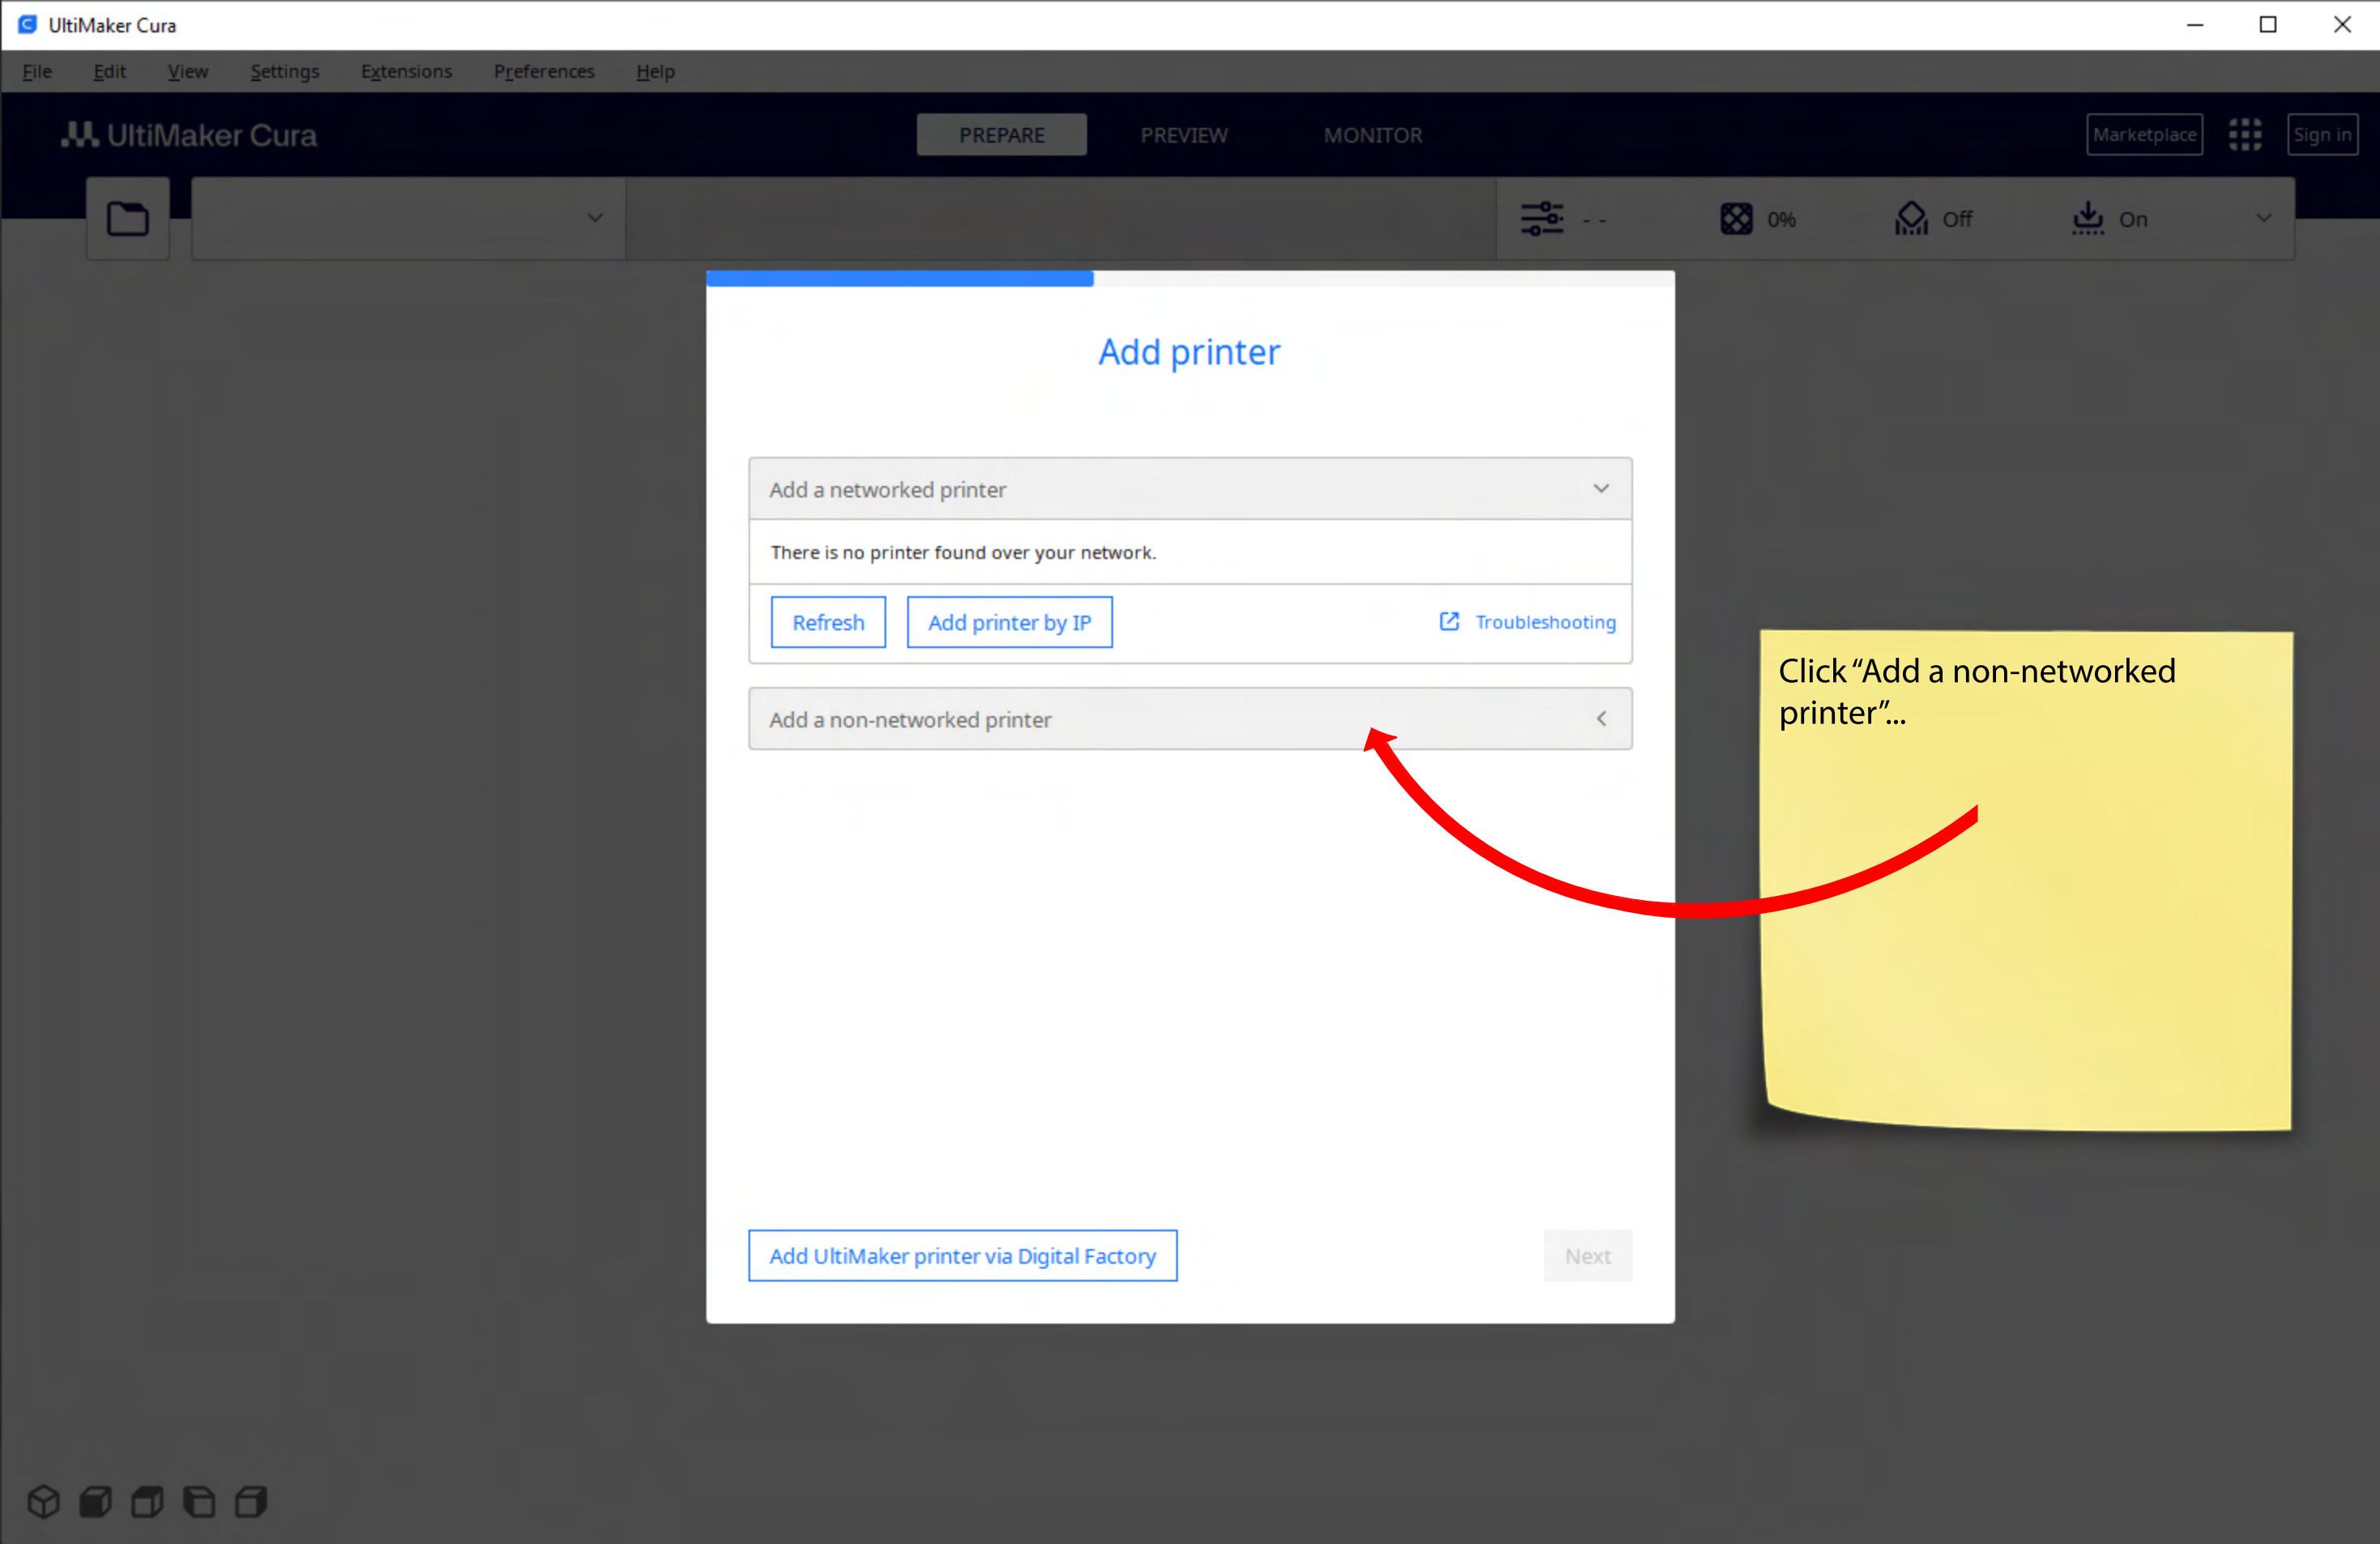 UltiMaker Cura
File Edit View Settings Extensions Preferences Help
UltiMaker Cura PREPARE PREVIEW MONITOR Marketplace Sign in
- - 0% Off On
Add printer
Add a networked printer
There is no printer found over your network.
Refresh Add printer by IP Troubleshooting
Add a non-networked printer
Click “Add a non-networked
printer”...
Add UltiMaker printer via Digital Factory Next